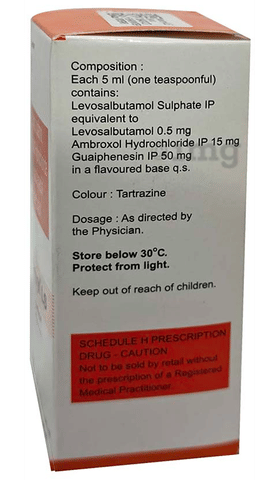 Composition :
Each 5 ml (one teaspoonful)
contains:
Levosalbutamol Sulphate IP
equivalent to
Levosalbutamol 0.5 mg
Ambroxol Hydrochloride IP 15 mg
Guaiphenesin IP 50 mg
in a flavoured base q.s.
Colour : Tartrazine
Dosage : As directed by
the Physician.
Store below 30°C.
Protect from light.
Keep out of reach of children.
SCHEDULE H PRESCRIPTION
DRUG - CAUTION
Not to be sold by retail without
the prescription of a Registered
Medical Practitioner.